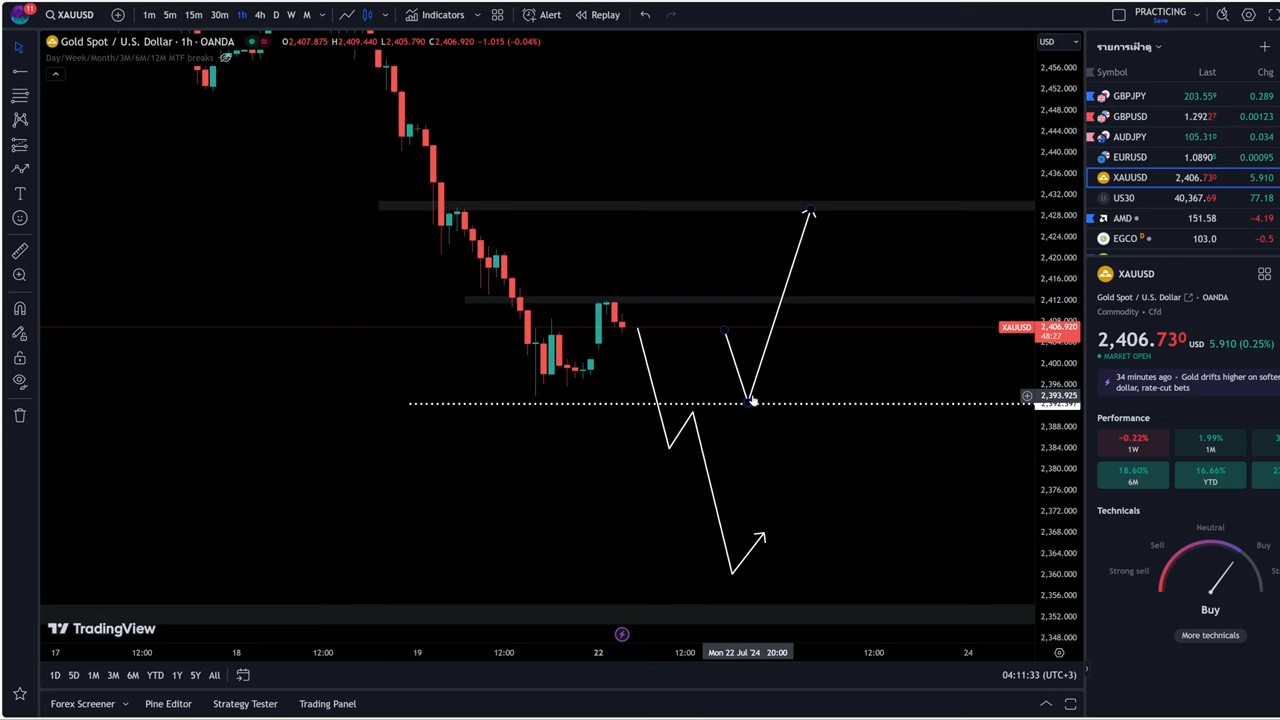 11
XAUUSD
1m 5m 15m 30m 1h 4h D W M
Indicators
Alert
Replay
PRACTICING
Save
Gold Spot / U.S. Dollar · 1h · OANDA
O2,407.875 H2,409.440 L2,405.790 C2,406.920 -1.015 (-0.04%)
Day/Week/Month/3M/6M/12M MTF breaks
USD
2,456.000
2,452.000
2,448.000
2,444.000
2,440.000
2,436.000
2,432.000
2,428.000
2,424.000
2,420.000
2,416.000
2,412.000
XAUUSD 2,406.920
48:27
2,400.000
2,396.000
2,393.925
2,388.000
2,384.000
2,380.000
2,376.000
2,372.000
2,368.000
2,364.000
2,360.000
2,356.000
2,352.000
2,348.000
TradingView
17 12:00 18 12:00 19 12:00 22 12:00 Mon 22 Jul '24 20:00 12:00 24
1D 5D 1M 3M 6M YTD 1Y 5Y All
04:11:33 (UTC+3)
Forex Screener
Pine Editor
Strategy Tester
Trading Panel
รายการเฝ้าดู
Symbol Last Chg
GBPJPY 203.559 0.289
GBPUSD 1.29227 0.00123
AUDJPY 105.310 0.034
EURUSD 1.08905 0.00095
XAUUSD 2,406.730 5.910
US30 40,367.69 77.18
AMD 151.58 -4.19
EGCO D 103.0 -0.5
XAUUSD
Gold Spot / U.S. Dollar · OANDA
Commodity · Cfd
2,406.730 USD 5.910 (0.25%)
MARKET OPEN
34 minutes ago · Gold drifts higher on
dollar, rate-cut bets
Performance
-0.22%
1W
1.99%
1M
18.60%
6M
16.66%
YTD
Technicals
Neutral
Sell
Buy
Strong sell
Buy
More technicals